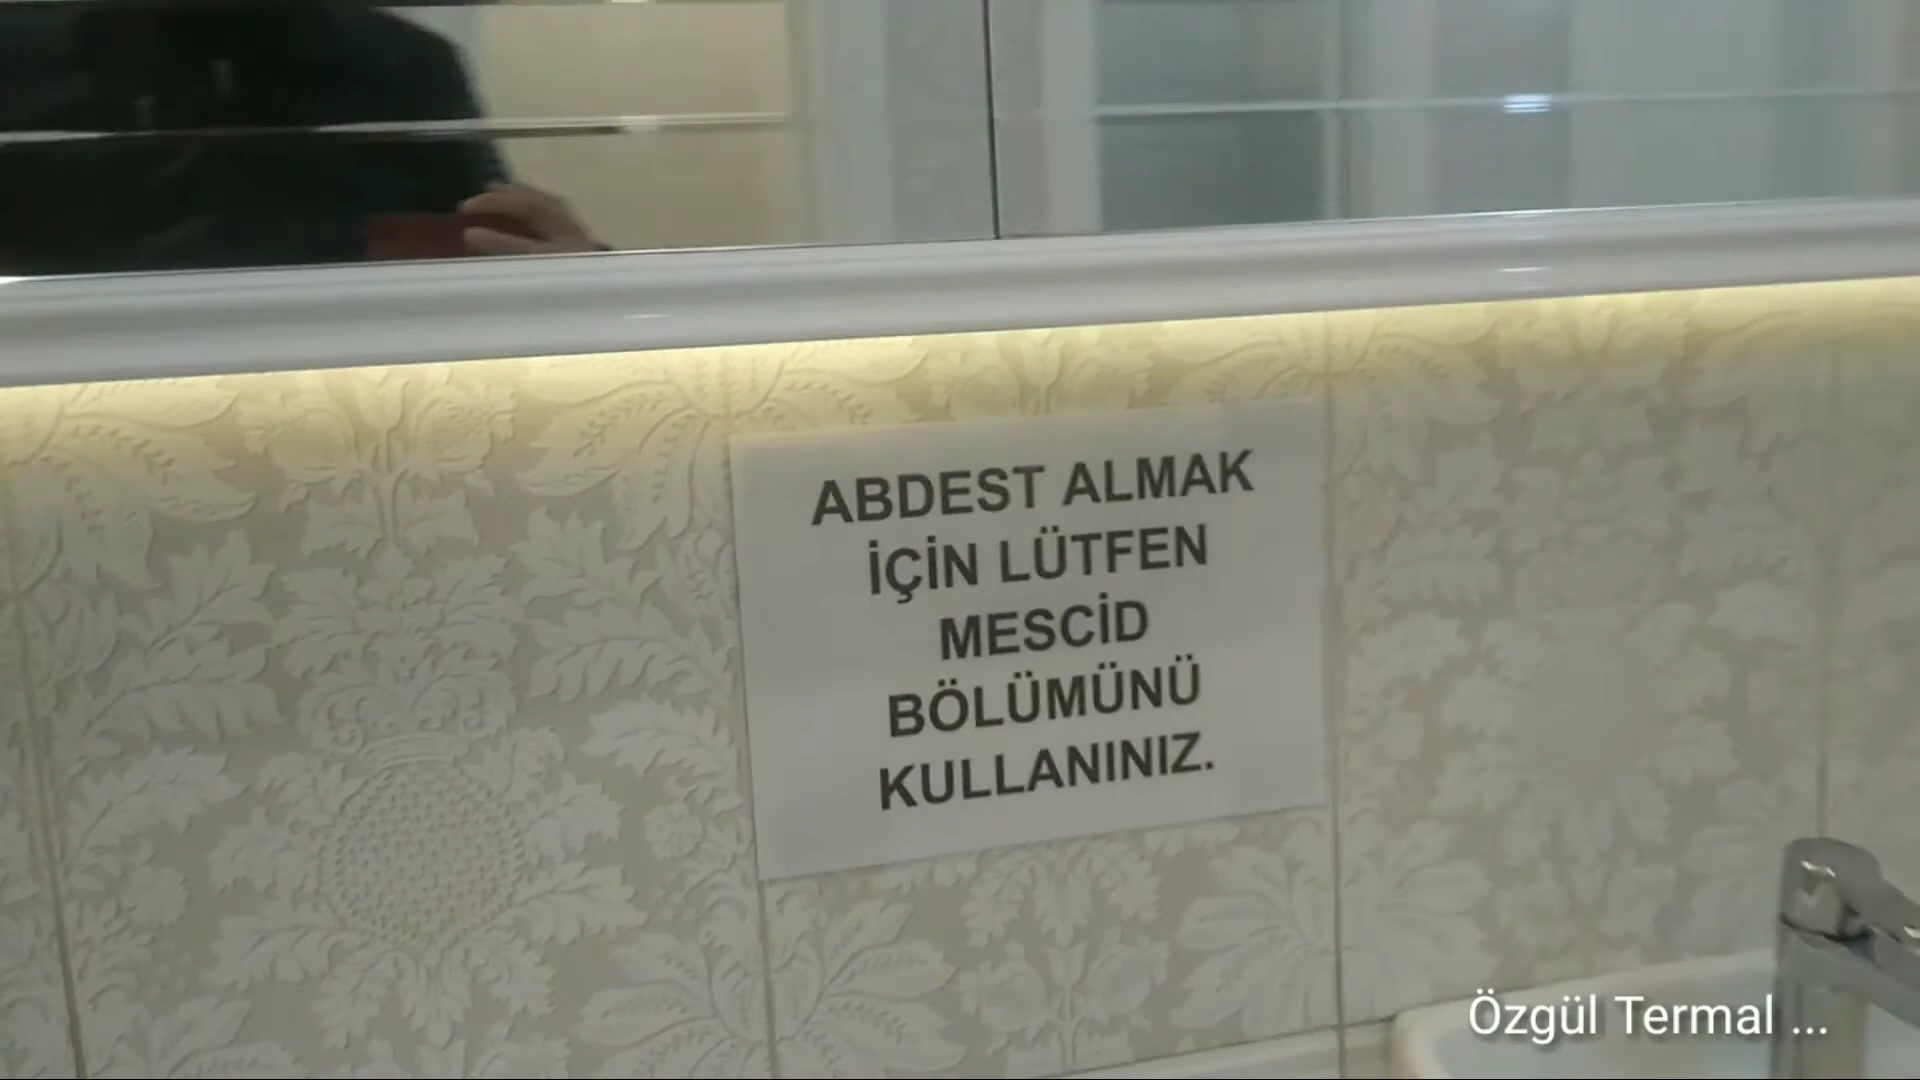 ABDEST ALMAK
İÇİN LÜTFEN
MESCİD
BÖLÜMÜNÜ
KULLANINIZ.
Özgül Termal ...